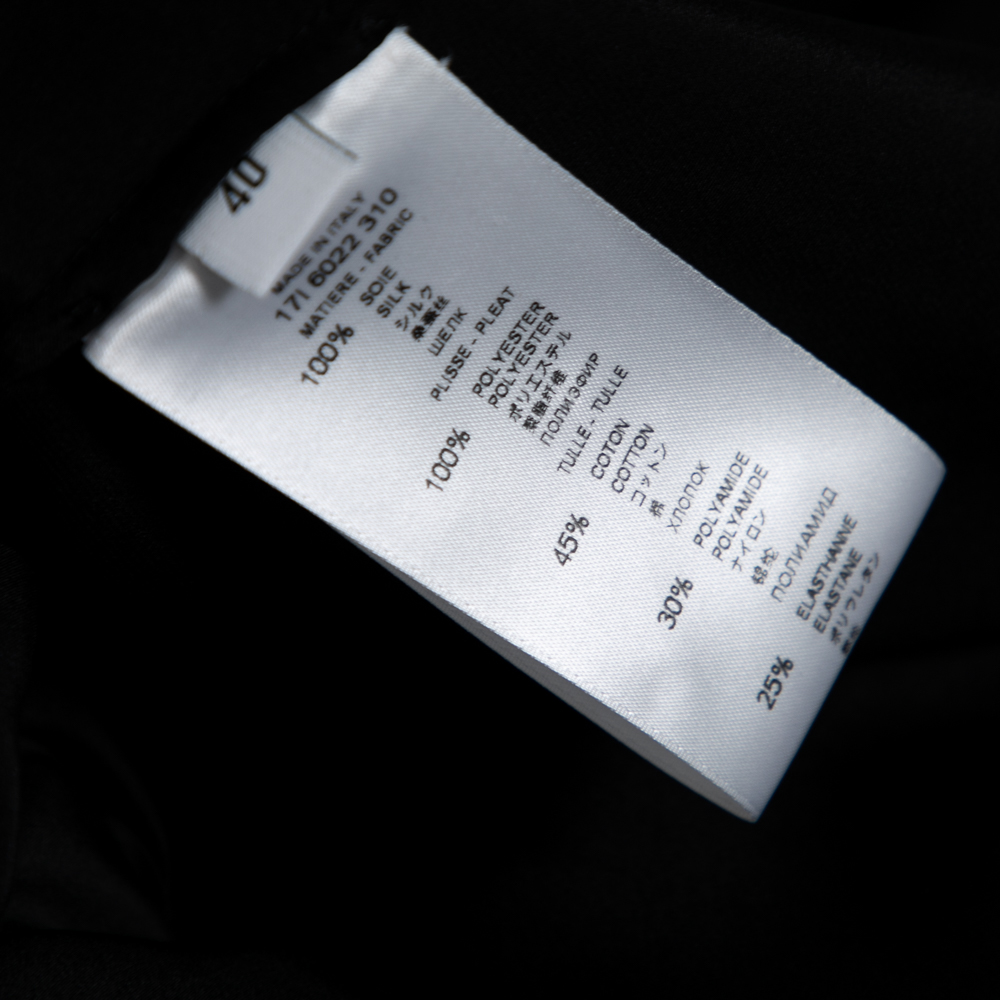 40
MADE IN ITALY
17I 6022 310
MATIERE - FABRIC
100% SOIE
SILK
シルク
桑蚕丝
ШЕЛК
PLISSE - PLEAT
100% POLYESTER
POLYESTER
ポリエステル
聚酯纤维
ПОЛИЭФИР
TULLE - TULLE
45% COTON
COTTON
コットン
棉
ХЛОПОК
30% POLYAMIDE
POLYAMIDE
ナイロン
锦纶
ПОЛИАМИД
25% ELASTHANNE
ELASTANE
ポリウレタン